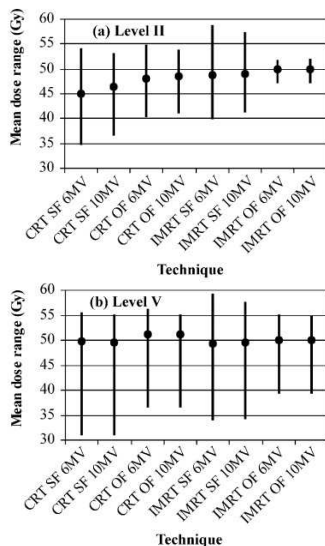 (a) Level II
Mean dose range (Gy)
60
55
50
45
40
35
30
CRT SF 6MV
CRT SF 10MV
CRT OF 6MV
CRT OF 10MV
IMRT SF 6MV
IMRT SF 10MV
IMRT OF 6MV
IMRT OF 10MV
Technique
(b) Level V
Mean dose range (Gy)
60
55
50
45
40
35
30
CRT SF 6MV
CRT SF 10MV
CRT OF 6MV
CRT OF 10MV
IMRT SF 6MV
IMRT SF 10MV
IMRT OF 6MV
IMRT OF 10MV
Technique